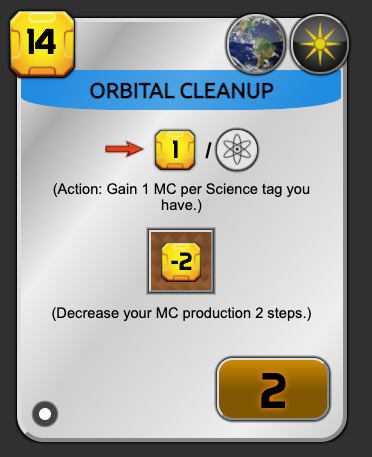 14
ORBITAL CLEANUP
1 /
(Action: Gain 1 MC per Science tag you
have.)
-2
(Decrease your MC production 2 steps.)
2